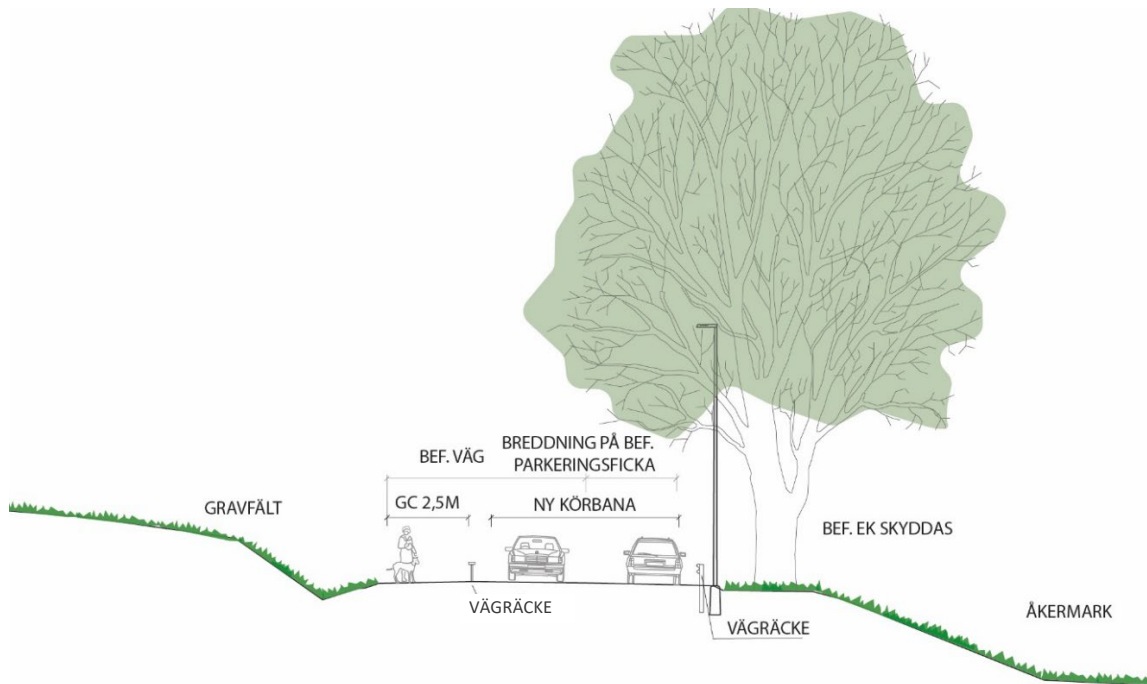 BREDDNING PÅ BEF.
PARKERINGSFICKA
BEF. VÄG
GC 2,5M
NY KÖRBANA
GRAVFÄLT
BEF. EK SKYDDAS
VÄGRÄCKE
VÄGRÄCKE
ÅKERMARK